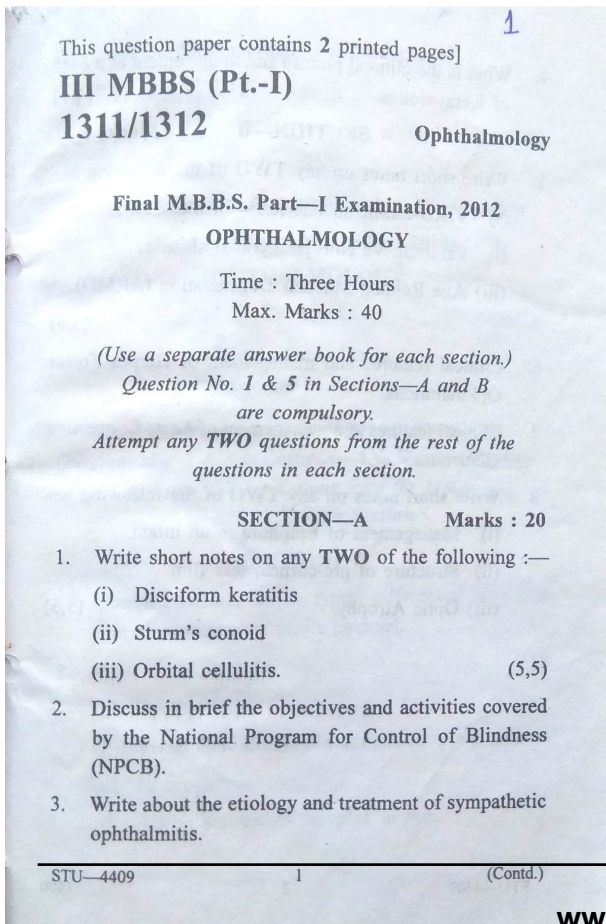 1
This question paper contains 2 printed pages]
III MBBS (Pt.-I)
1311/1312
Ophthalmology
Final M.B.B.S. Part—I Examination, 2012
OPHTHALMOLOGY
Time : Three Hours
Max. Marks : 40
(Use a separate answer book for each section.)
Question No. 1 & 5 in Sections—A and B
are compulsory.
Attempt any TWO questions from the rest of the
questions in each section.
SECTION—A Marks : 20
1. Write short notes on any TWO of the following :—
(i) Disciform keratitis
(ii) Sturm's conoid
(iii) Orbital cellulitis. (5,5)
2. Discuss in brief the objectives and activities covered
by the National Program for Control of Blindness
(NPCB).
3. Write about the etiology and treatment of sympathetic
ophthalmitis.
STU—4409 1 (Contd.)